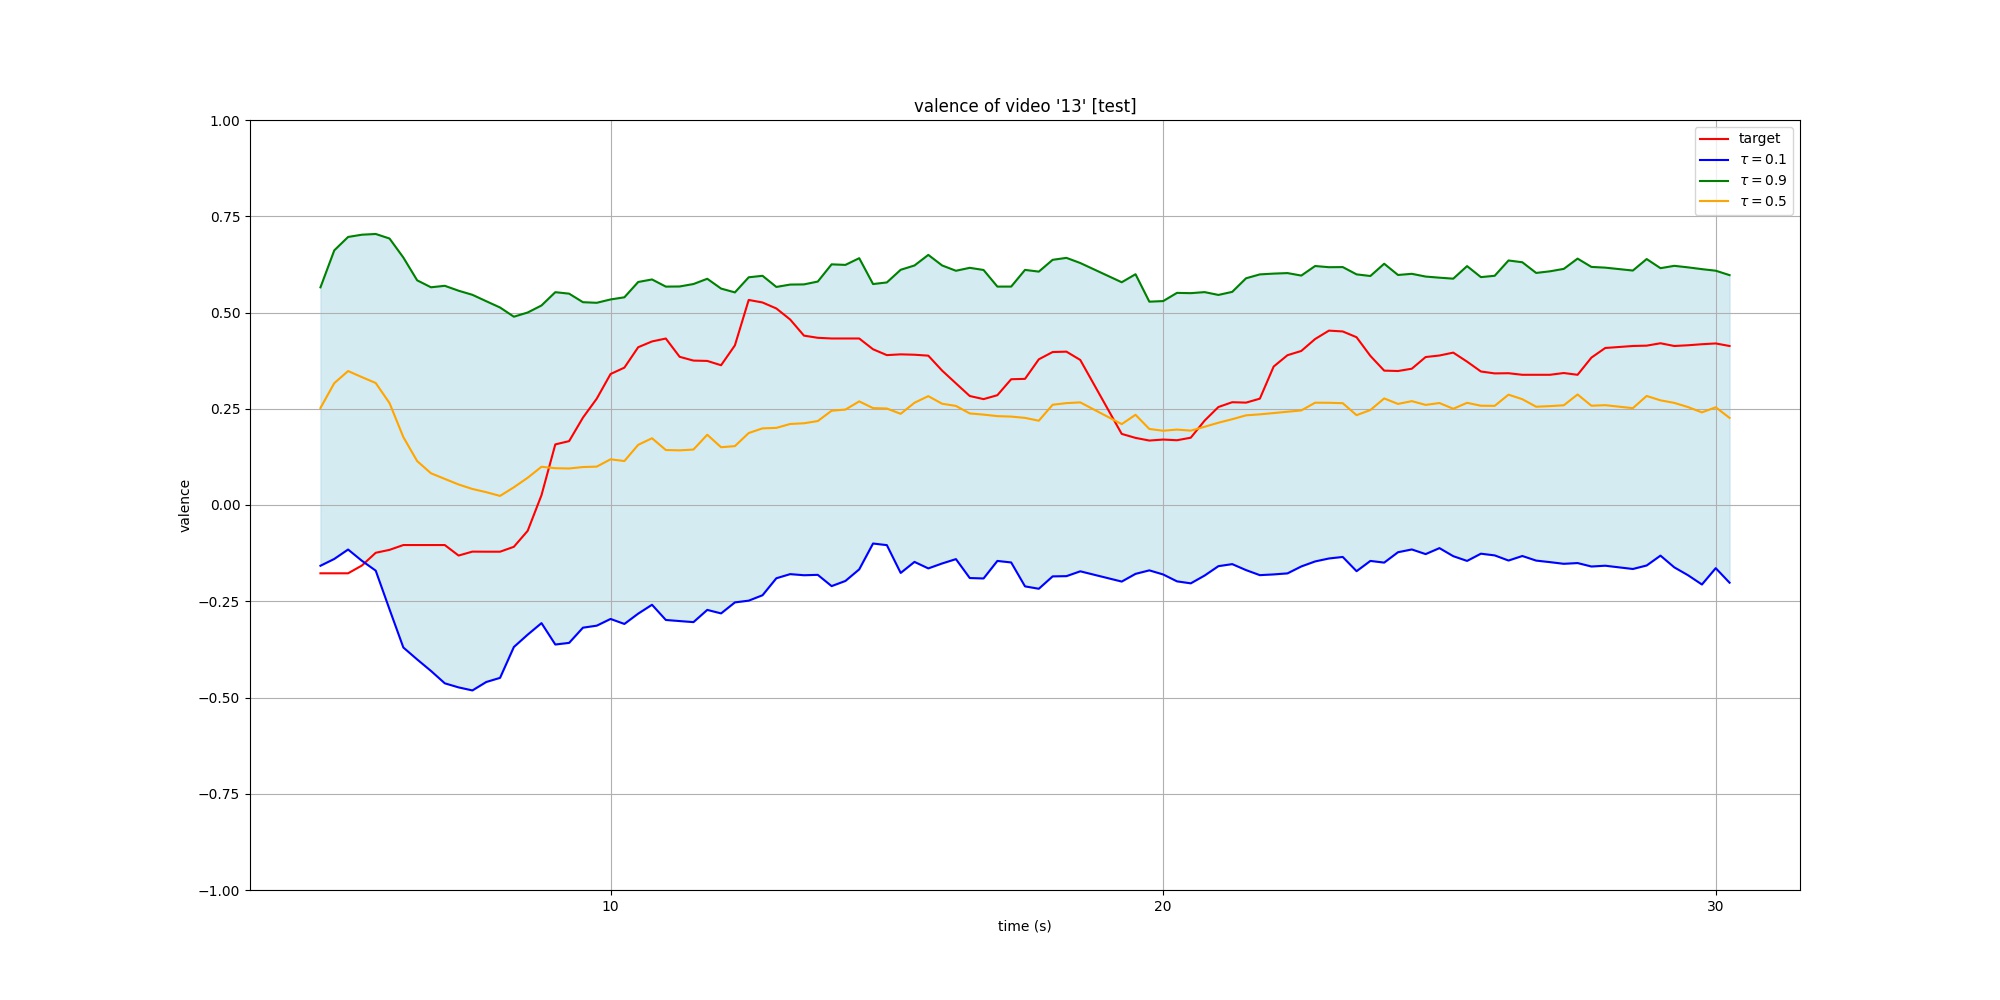 valence of video '13' [test]
target
τ = 0.1
τ = 0.9
τ = 0.5
1.00
0.75
0.50
0.25
0.00
−0.25
−0.50
−0.75
−1.00
valence
10
20
30
time (s)